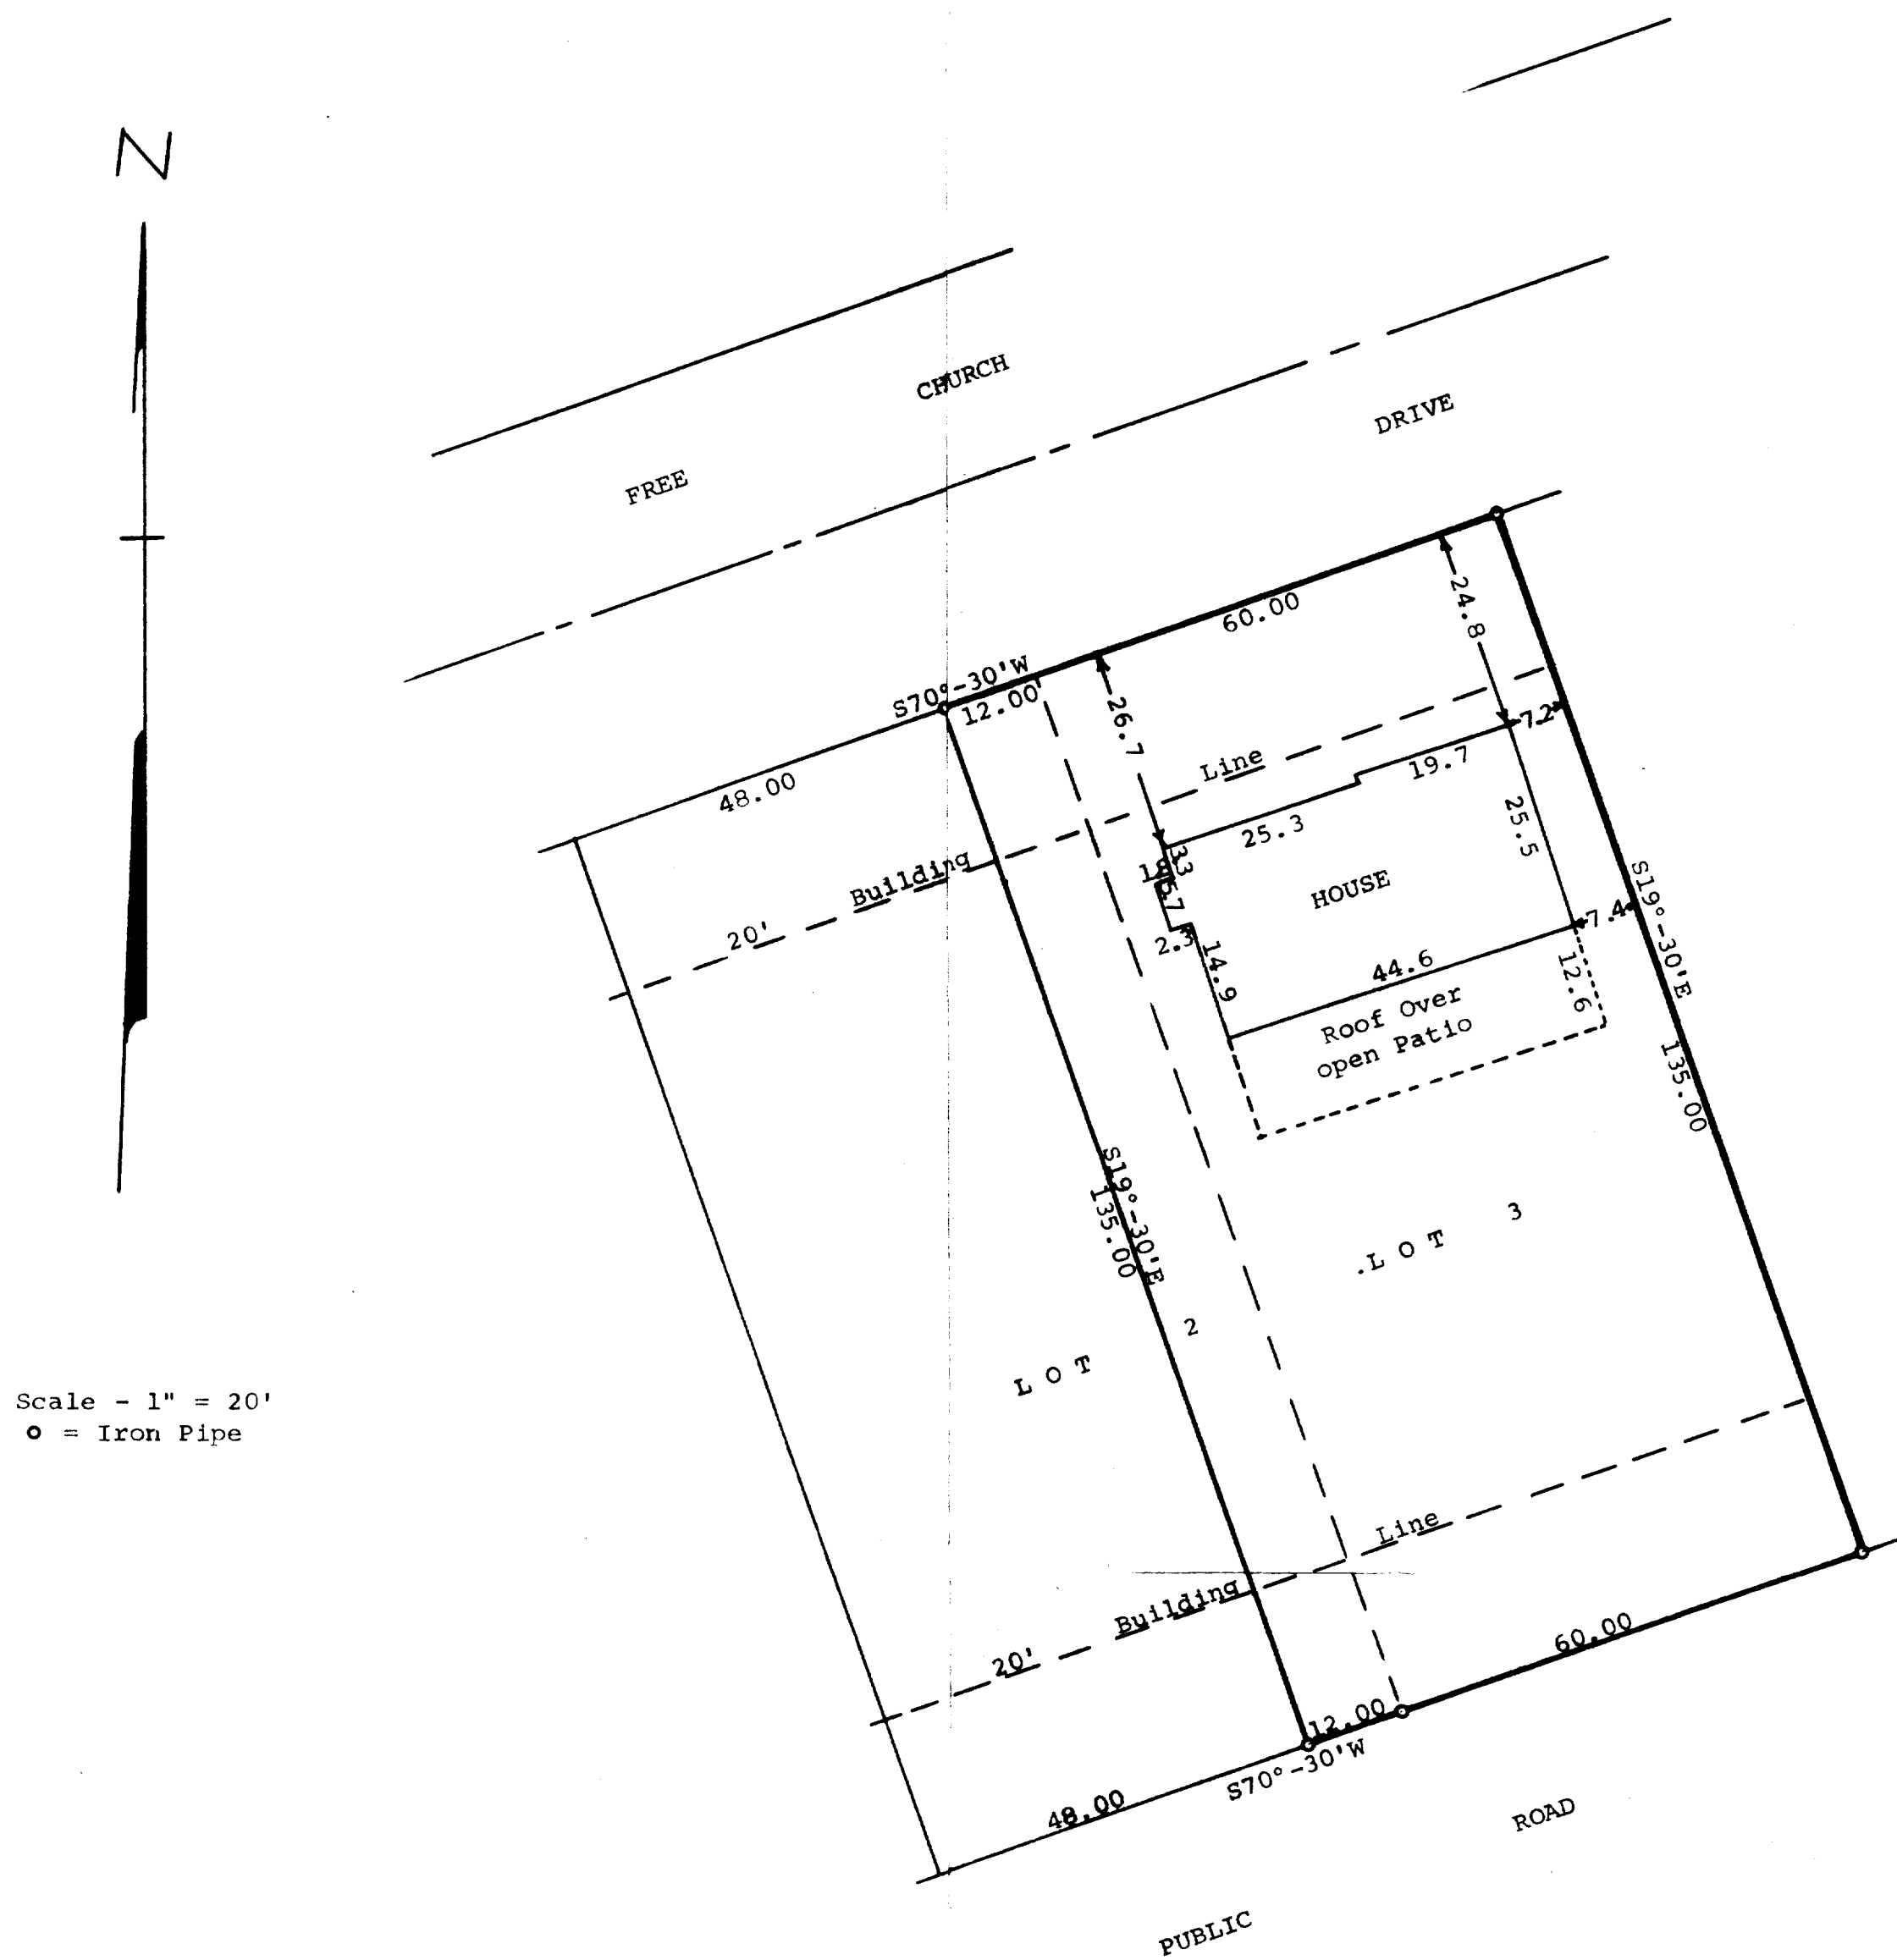 N
CHURCH
DRIVE
FREE
60.00
24.8
S70°-30'W
12.00
26.7
7.2
Line
19.7
48.00
25.3
25.5
Building
3.3
5.7
HOUSE
S19°-30'E
20'
7.4
2.3
14.9
44.6
12.6
Roof Over
open Patio
135.00
S19°-30'E
135.00
LOT 3
LOT 2
Scale - 1" = 20'
o = Iron Pipe
Line
Building
60.00
20'
12.00
S70°-30'W
48.00
ROAD
PUBLIC